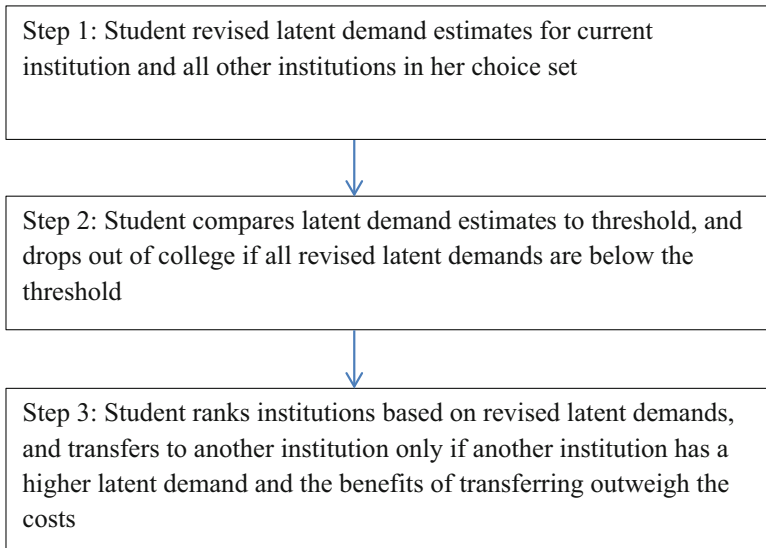 Step 1: Student revised latent demand estimates for current
institution and all other institutions in her choice set
Step 2: Student compares latent demand estimates to threshold, and
drops out of college if all revised latent demands are below the
threshold
Step 3: Student ranks institutions based on revised latent demands,
and transfers to another institution only if another institution has a
higher latent demand and the benefits of transferring outweigh the
costs